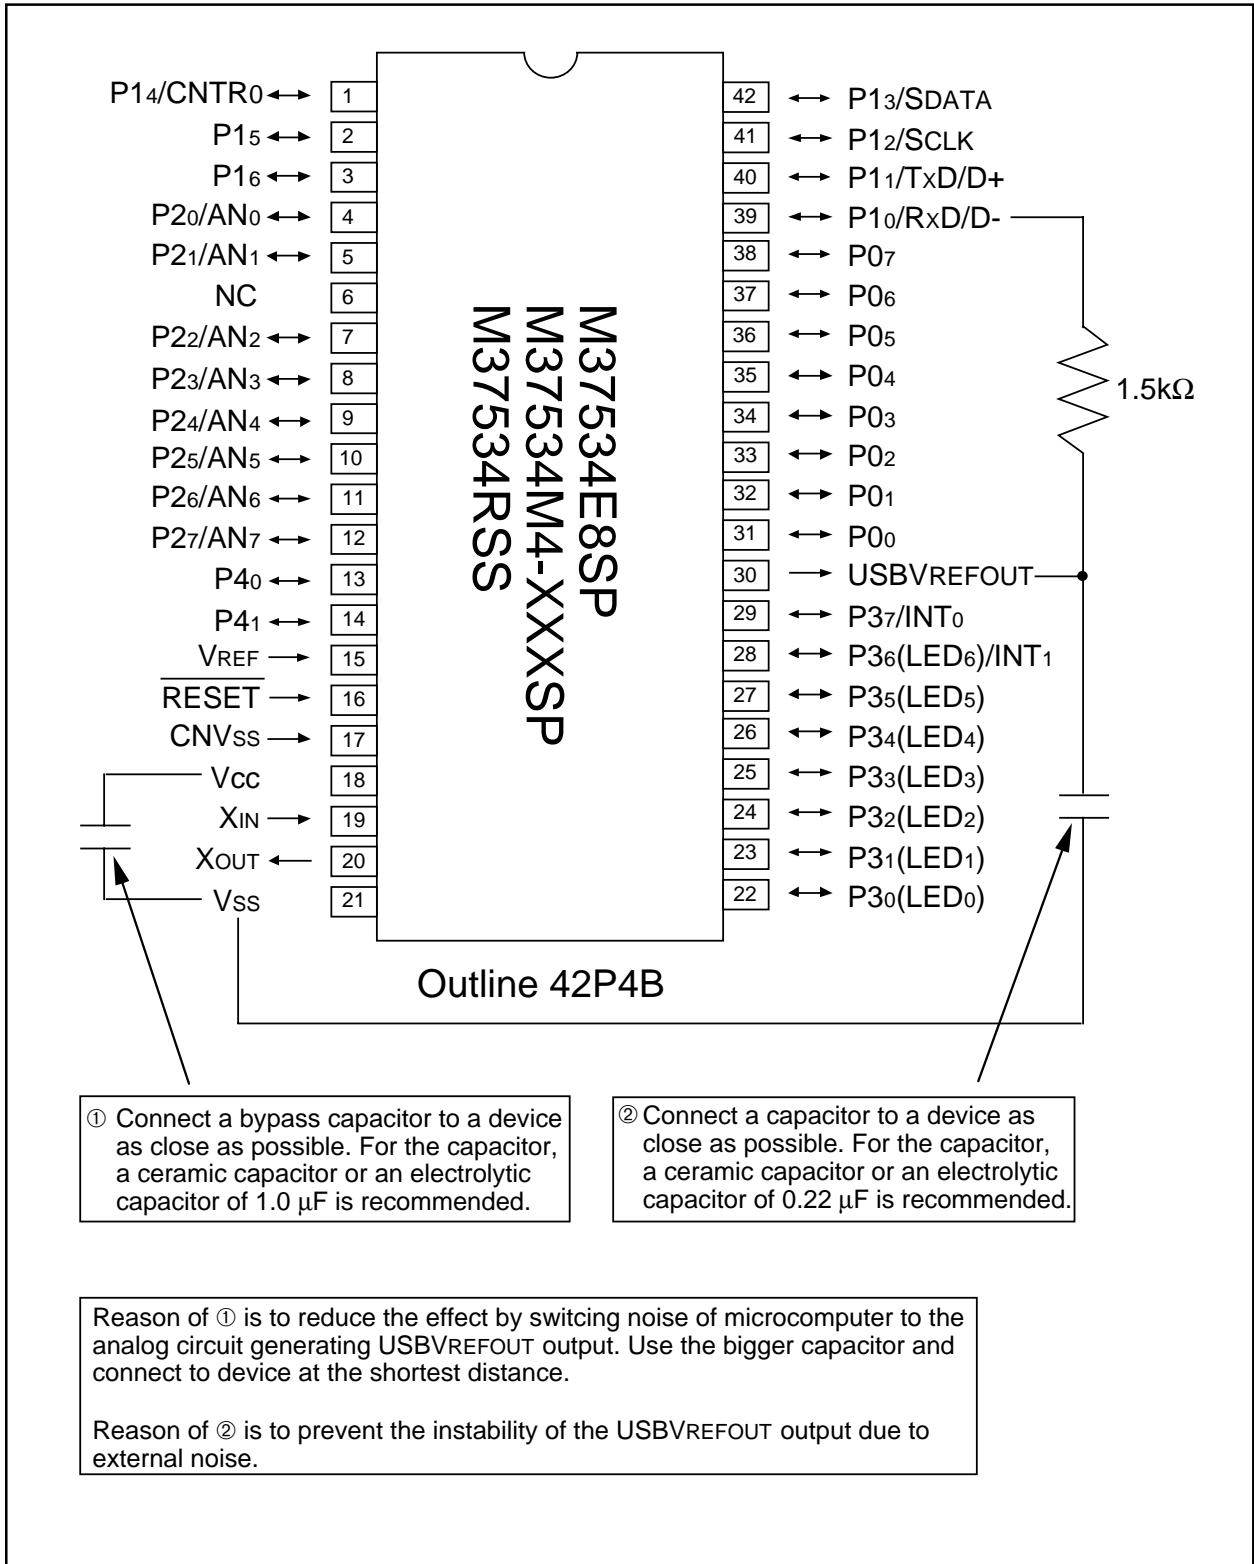 P14/CNTR0 1
P15 2
P16 3
P20/AN0 4
P21/AN1 5
NC 6
P22/AN2 7
P23/AN3 8
P24/AN4 9
P25/AN5 10
P26/AN6 11
P27/AN7 12
P40 13
P41 14
VREF 15
RESET 16
CNVSS 17
Vcc 18
XIN 19
XOUT 20
Vss 21
M37534E8SP
M37534M4-XXXSP
M37534RSS
42 P13/SDATA
41 P12/SCLK
40 P11/TxD/D+
39 P10/RxD/D-
38 P07
37 P06
36 P05
35 P04
34 P03
33 P02
32 P01
31 P00
30 USBVREFOUT
29 P37/INT0
28 P36(LED6)/INT1
27 P35(LED5)
26 P34(LED4)
25 P33(LED3)
24 P32(LED2)
23 P31(LED1)
22 P30(LED0)
1.5kΩ
Outline 42P4B
① Connect a bypass capacitor to a device
as close as possible. For the capacitor,
a ceramic capacitor or an electrolytic
capacitor of 1.0 μF is recommended.
② Connect a capacitor to a device as
close as possible. For the capacitor,
a ceramic capacitor or an electrolytic
capacitor of 0.22 μF is recommended.
Reason of ① is to reduce the effect by switcing noise of microcomputer to the
analog circuit generating USBVREFOUT output. Use the bigger capacitor and
connect to device at the shortest distance.
Reason of ② is to prevent the instability of the USBVREFOUT output due to
external noise.